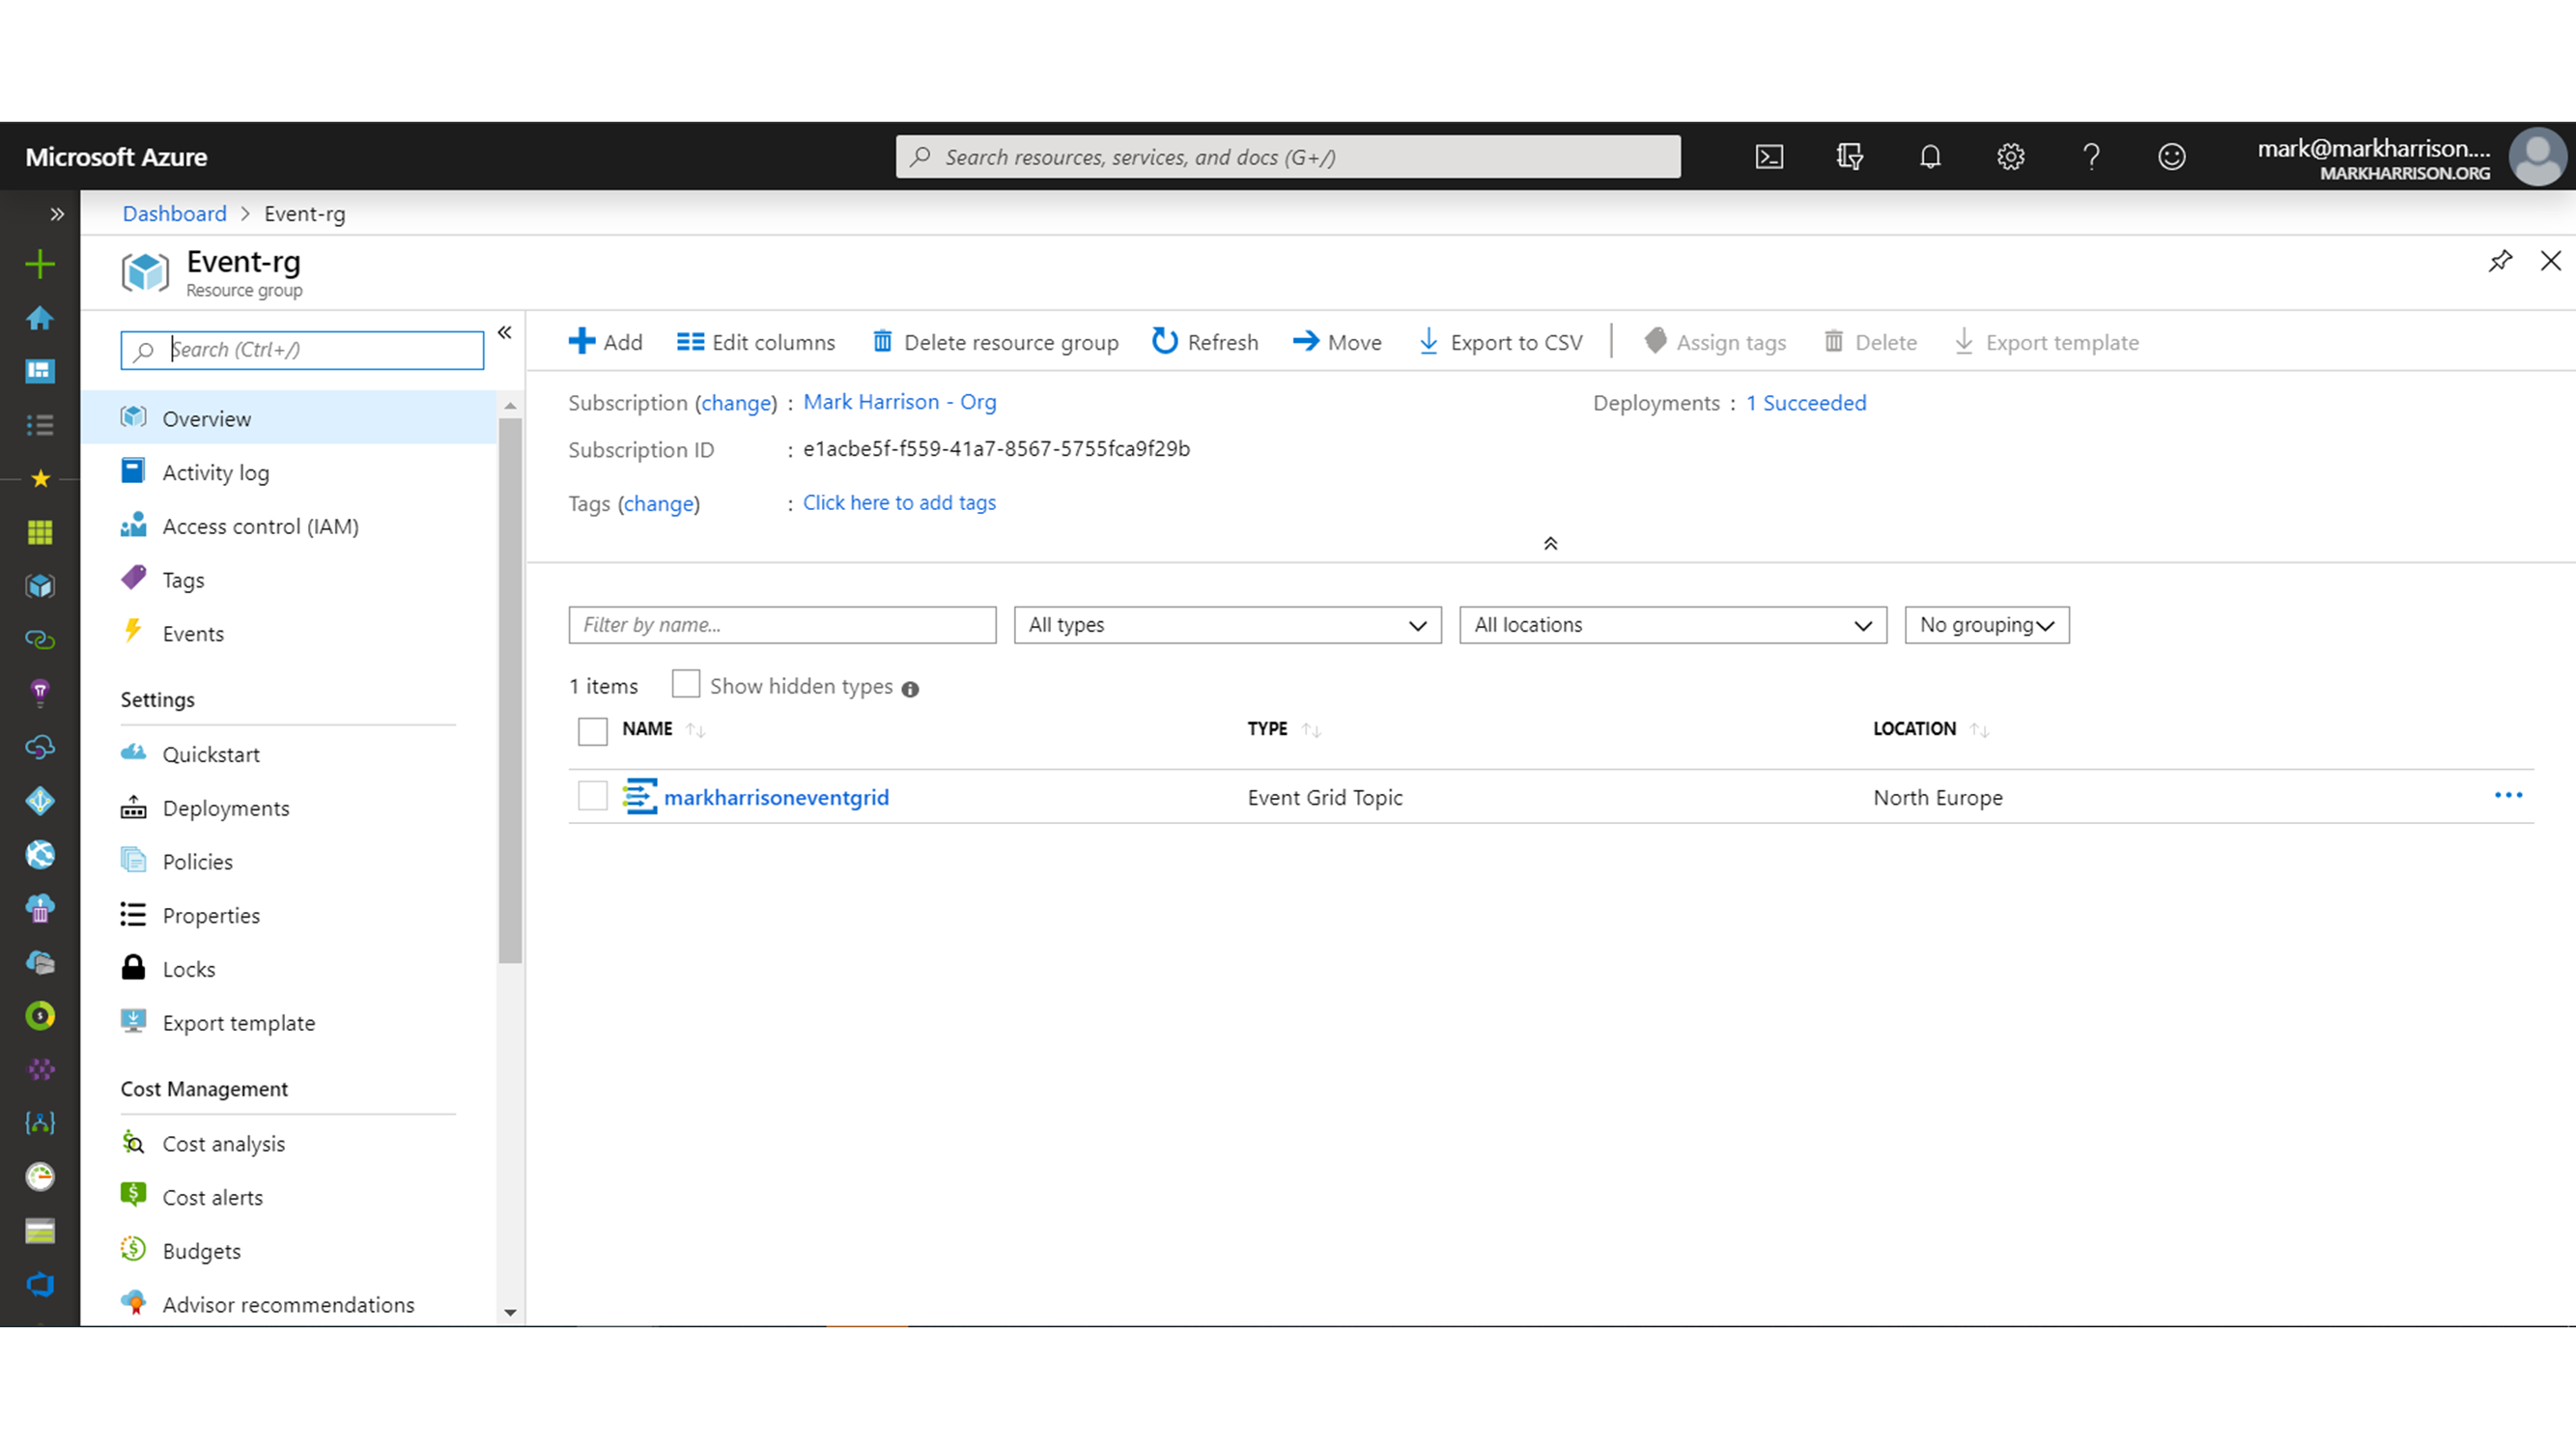 Microsoft Azure
Search resources, services, and docs (G+/)
mark@markharrison....
MARKHARRISON.ORG
Dashboard > Event-rg
Event-rg
Resource group
Search (Ctrl+/)
Overview
Activity log
Access control (IAM)
Tags
Events
Settings
Quickstart
Deployments
Policies
Properties
Locks
Export template
Cost Management
Cost analysis
Cost alerts
Budgets
Advisor recommendations
Add Edit columns Delete resource group Refresh Move Export to CSV Assign tags Delete Export template
Subscription (change) : Mark Harrison - Org
Deployments : 1 Succeeded
Subscription ID : e1acbe5f-f559-41a7-8567-5755fca9f29b
Tags (change) : Click here to add tags
Filter by name... All types All locations No grouping
1 items Show hidden types
NAME TYPE LOCATION
markharrisoneventgrid Event Grid Topic North Europe